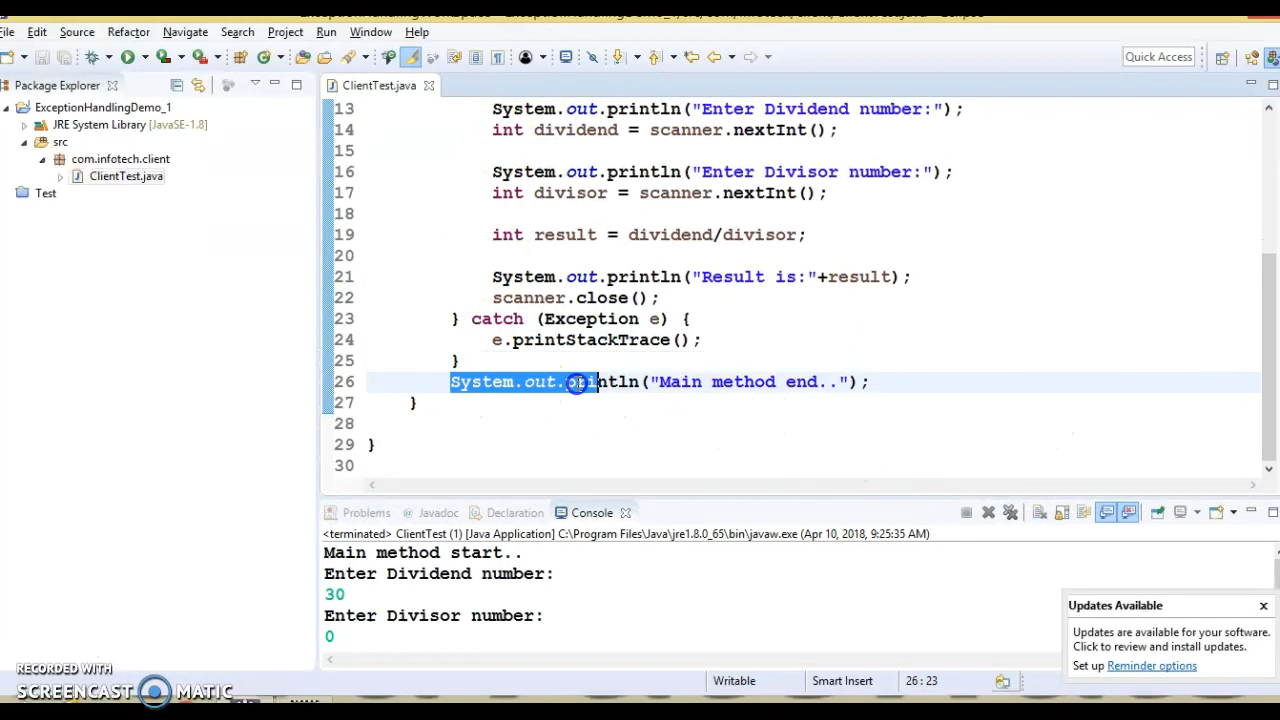 File Edit Source Refactor Navigate Search Project Run Window Help
Quick Access
Package Explorer
ExceptionHandlingDemo_1
JRE System Library [JavaSE-1.8]
src
com.infotech.client
ClientTest.java
Test
ClientTest.java
13 System.out.println("Enter Dividend number:");
14 int dividend = scanner.nextInt();
15
16 System.out.println("Enter Divisor number:");
17 int divisor = scanner.nextInt();
18
19 int result = dividend/divisor;
20
21 System.out.println("Result is:"+result);
22 scanner.close();
23 } catch (Exception e) {
24 e.printStackTrace();
25 }
26 System.out.println("Main method end..");
27 }
28
29 }
30
Problems Javadoc Declaration Console
<terminated> ClientTest (1) [Java Application] C:\Program Files\Java\jre1.8.0_65\bin\javaw.exe (Apr 10, 2018, 9:25:35 AM)
Main method start..
Enter Dividend number:
30
Enter Divisor number:
0
Updates Available
Updates are available for your software.
Click to review and install updates.
Set up Reminder options
Writable Smart Insert 26 : 23
RECORDED WITH
SCREENCAST MATIC